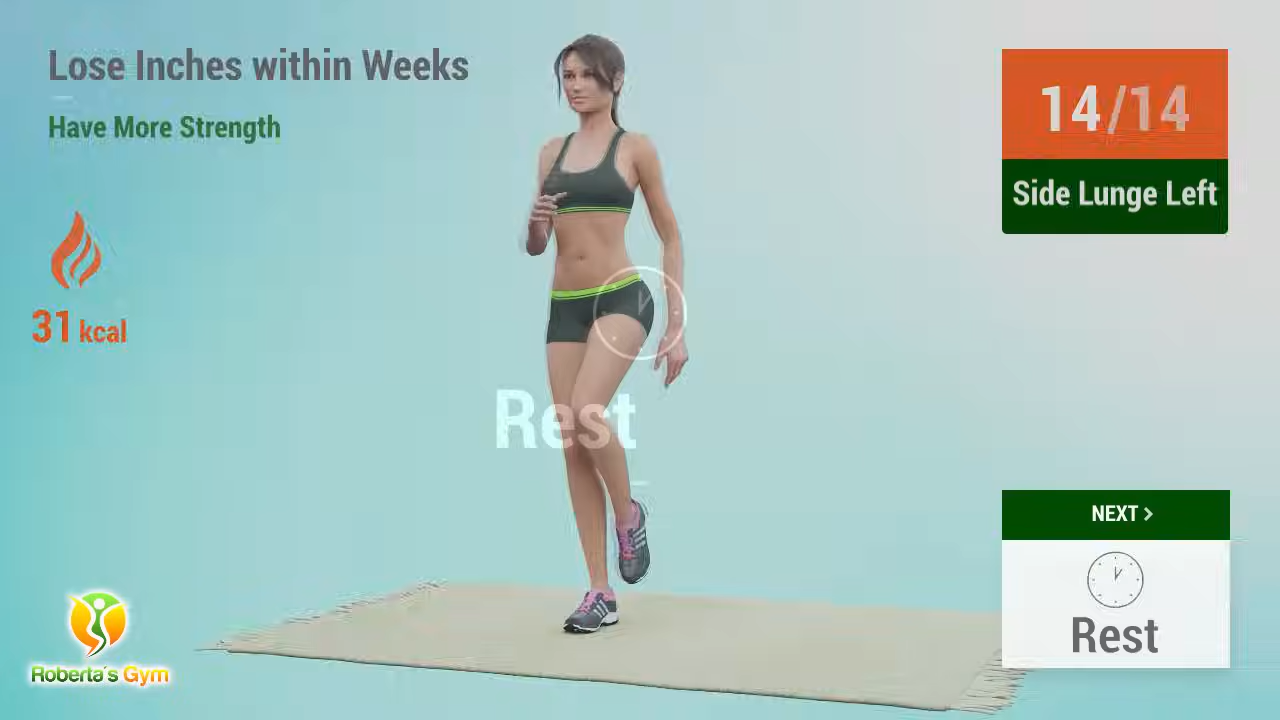 Lose Inches within Weeks
Have More Strength
14/14
Side Lunge Left
31 kcal
Rest
NEXT >
Rest
Roberta's Gym